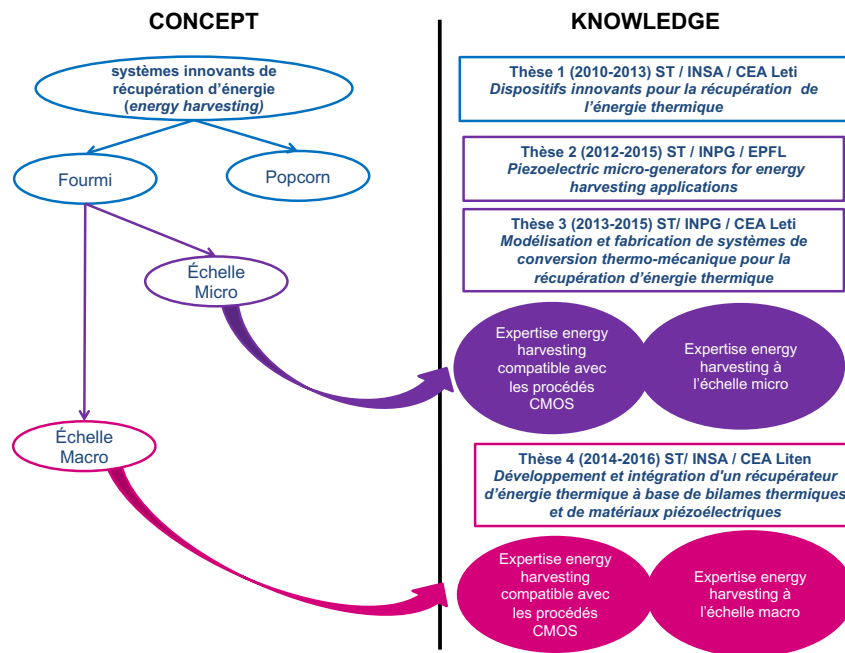 CONCEPT
systèmes innovants de
récupération d'énergie
(energy harvesting)
Fourmi
Popcorn
Échelle
Micro
Échelle
Macro
KNOWLEDGE
Thèse 1 (2010-2013) ST / INSA / CEA Leti
Dispositifs innovants pour la récupération de
l'énergie thermique
Thèse 2 (2012-2015) ST / INPG / EPFL
Piezoelectric micro-generators for energy
harvesting applications
Thèse 3 (2013-2015) ST/ INPG / CEA Leti
Modélisation et fabrication de systèmes de
conversion thermo-mécanique pour la
récupération d'énergie thermique
Expertise energy
harvesting
compatible avec
les procédés
CMOS
Expertise energy
harvesting à
l'échelle micro
Thèse 4 (2014-2016) ST/ INSA / CEA Liten
Développement et intégration d'un récupérateur
d'énergie thermique à base de bilames thermiques
et de matériaux piézoélectriques
Expertise energy
harvesting
compatible avec
les procédés
CMOS
Expertise energy
harvesting à
l'échelle macro